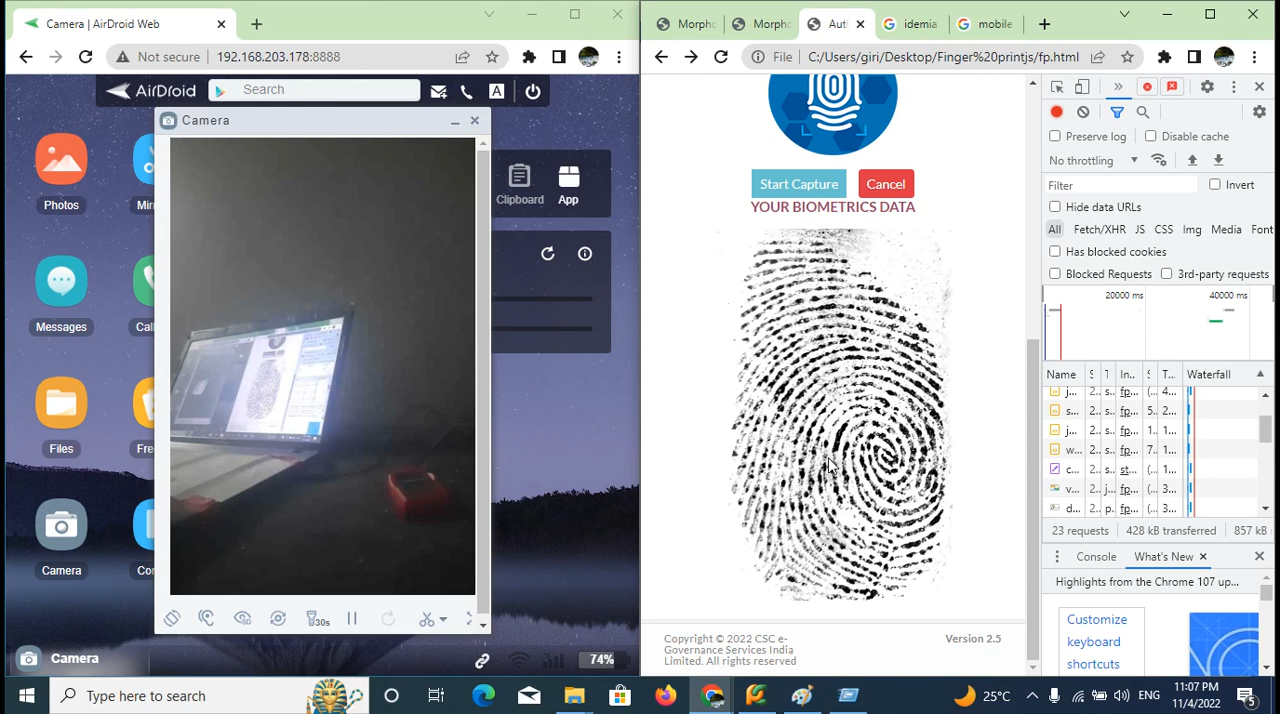 Camera | AirDroid Web
Not secure
192.168.203.178:8888
AirDroid
Search
A
Camera
Photos
Messages
Files
Camera
Clipboard
App
30s
Camera
74%
Morpho
Morpho
Auth
idemia
mobile
File
C:/Users/giri/Desktop/Finger%20printjs/fp.html
Start Capture
Cancel
YOUR BIOMETRICS DATA
Copyright © 2022 CSC e-
Governance Services India
Limited. All rights reserved
Version 2.5
Preserve log
Disable cache
No throttling
Filter
Invert
Hide data URLs
All
Fetch/XHR
JS
CSS
Img
Media
Font
Has blocked cookies
Blocked Requests
3rd-party requests
20000 ms
40000 ms
Name
Waterfall
23 requests
428 kB transferred
857 kB
Console
What's New
Highlights from the Chrome 107 up...
Customize
keyboard
shortcuts
Type here to search
25°C
ENG
11:07 PM
11/4/2022
5